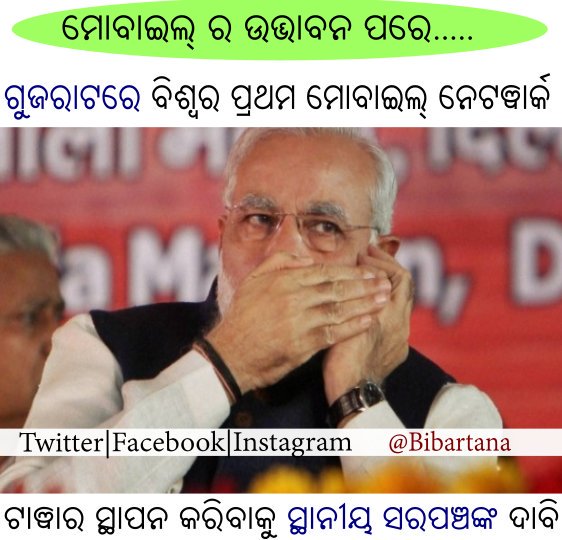 ମୋବାଇଲ୍ ର ଉଦ୍ଭାବନ ପରେ.....
ଗୁଜରାଟରେ ବିଶ୍ୱର ପ୍ରଥମ ମୋବାଇଲ୍ ନେଟୱାର୍କ
Twitter|Facebook|Instagram @Bibartana
ଟାୱାର ସ୍ଥାପନ କରିବାକୁ ସ୍ଥାନୀୟ ସରପଞ୍ଚଙ୍କ ଦାବି